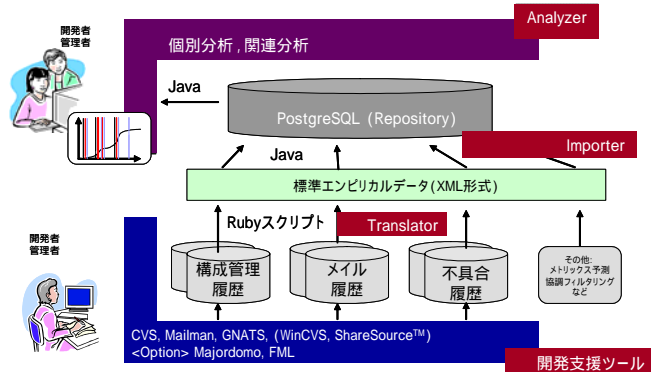 開発者
管理者
Analyzer
個別分析 , 関連分析
Java
PostgreSQL (Repository)
Java
Importer
標準エンピリカルデータ(XML形式)
Rubyスクリプト
Translator
開発者
管理者
構成管理
履歴
メイル
履歴
不具合
履歴
その他:
メトリックス予測
協調フィルタリング
など
CVS, Mailman, GNATS, (WinCVS, ShareSource™)
<Option> Majordomo, FML
開発支援ツール